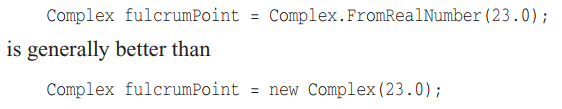 Complex fulcrumPoint = Complex.FromRealNumber(23.0);
is generally better than
Complex fulcrumPoint = new Complex(23.0);